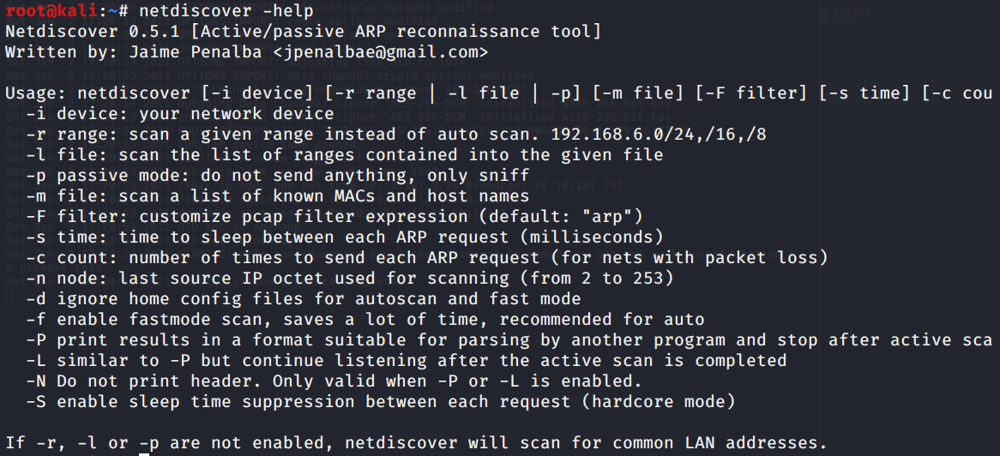 root@kali:~# netdiscover -help
MSFU
Netdiscover 0.5.1 [Active/passive ARP reconnaissance tool]
Written by: Jaime Penalba <jpenalbae@gmail.com>
Usage: netdiscover [-i device] [-r range | -l file | -p] [-m file] [-F filter] [-s time] [-c cou
-i device: your network device
-r range: scan a given range instead of auto scan. 192.168.6.0/24,/16,/8
-l file: scan the list of ranges contained into the given file
-p passive mode: do not send anything, only sniff
-m file: scan a list of known MACs and host names
-F filter: customize pcap filter expression (default: "arp")
-s time: time to sleep between each ARP request (milliseconds)
-c count: number of times to send each ARP request (for nets with packet loss)
-n node: last source IP octet used for scanning (from 2 to 253)
-d ignore home config files for autoscan and fast mode
-f enable fastmode scan, saves a lot of time, recommended for auto
-P print results in a format suitable for parsing by another program and stop after active sca
-L similar to -P but continue listening after the active scan is completed
-N Do not print header. Only valid when -P or -L is enabled.
-S enable sleep time suppression between each request (hardcore mode)
If -r, -l or -p are not enabled, netdiscover will scan for common LAN addresses.